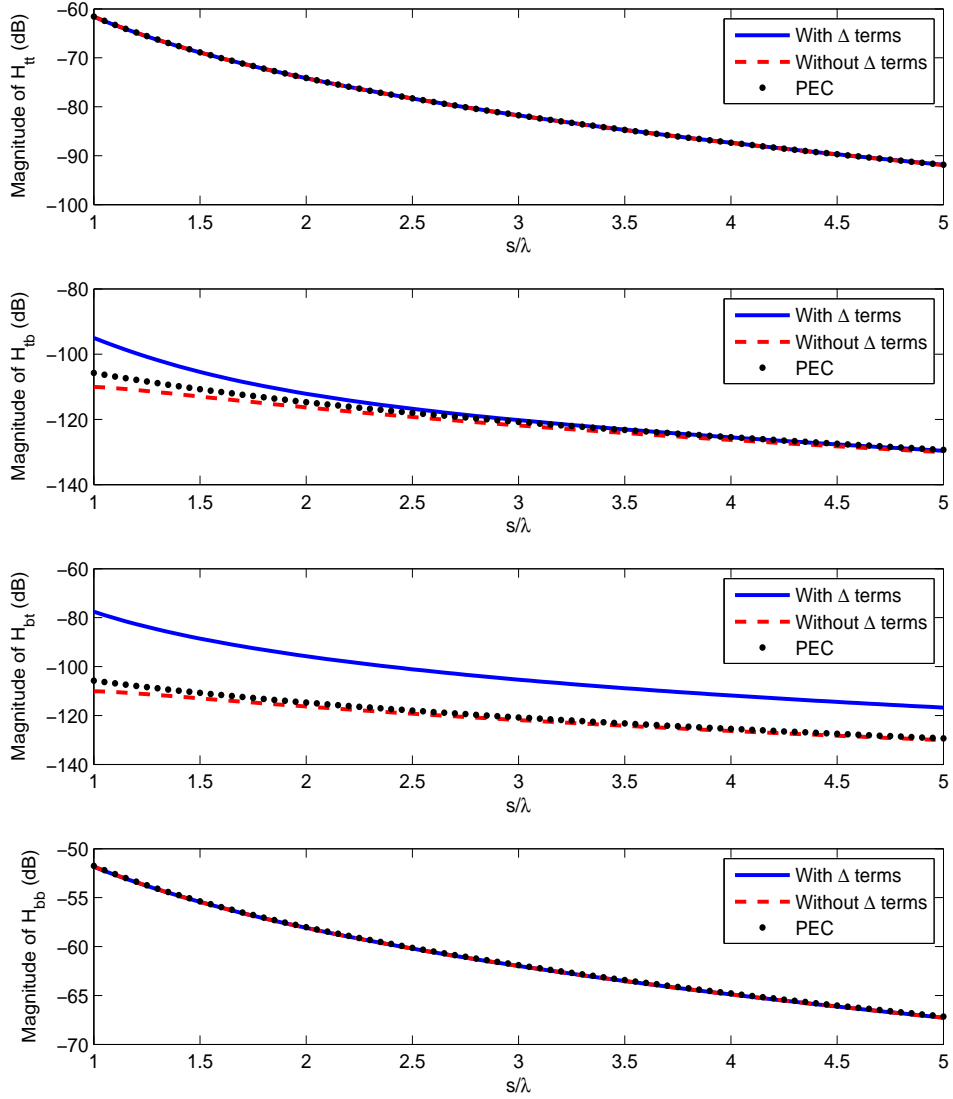 −60
−70
−80
−90
−100
Magnitude of H_tt (dB)
With Δ terms
Without Δ terms
PEC
1 1.5 2 2.5 3 3.5 4 4.5 5
s/λ
−80
−100
−120
−140
Magnitude of H_tb (dB)
With Δ terms
Without Δ terms
PEC
1 1.5 2 2.5 3 3.5 4 4.5 5
s/λ
−60
−80
−100
−120
−140
Magnitude of H_bt (dB)
With Δ terms
Without Δ terms
PEC
1 1.5 2 2.5 3 3.5 4 4.5 5
s/λ
−50
−55
−60
−65
−70
Magnitude of H_bb (dB)
With Δ terms
Without Δ terms
PEC
1 1.5 2 2.5 3 3.5 4 4.5 5
s/λ